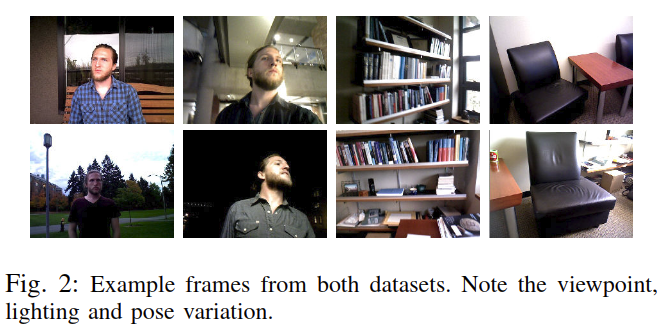 Fig. 2: Example frames from both datasets. Note the viewpoint,
lighting and pose variation.